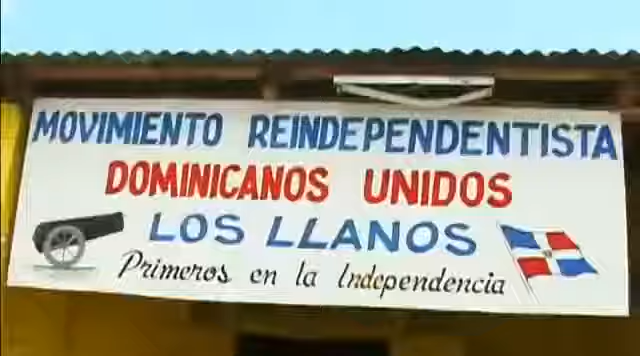 MOVIMIENTO REINDEPENDENTISTA
DOMINICANOS UNIDOS
LOS LLANOS
Primeros en la Independencia